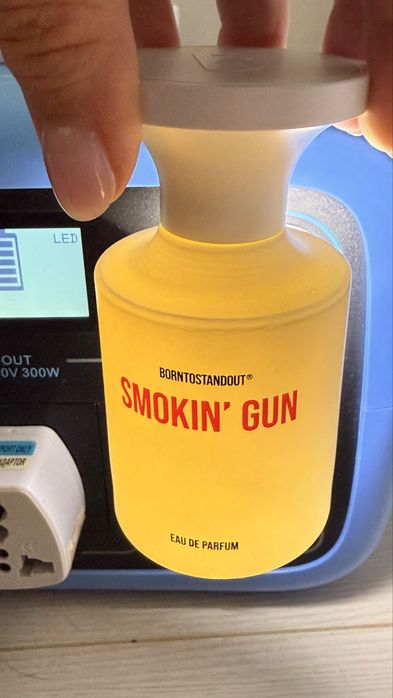 LED
OUT
0V 300W
PORT ONLY
ADAPTOR
BORNTOSTANDOUT®
SMOKIN' GUN
EAU DE PARFUM